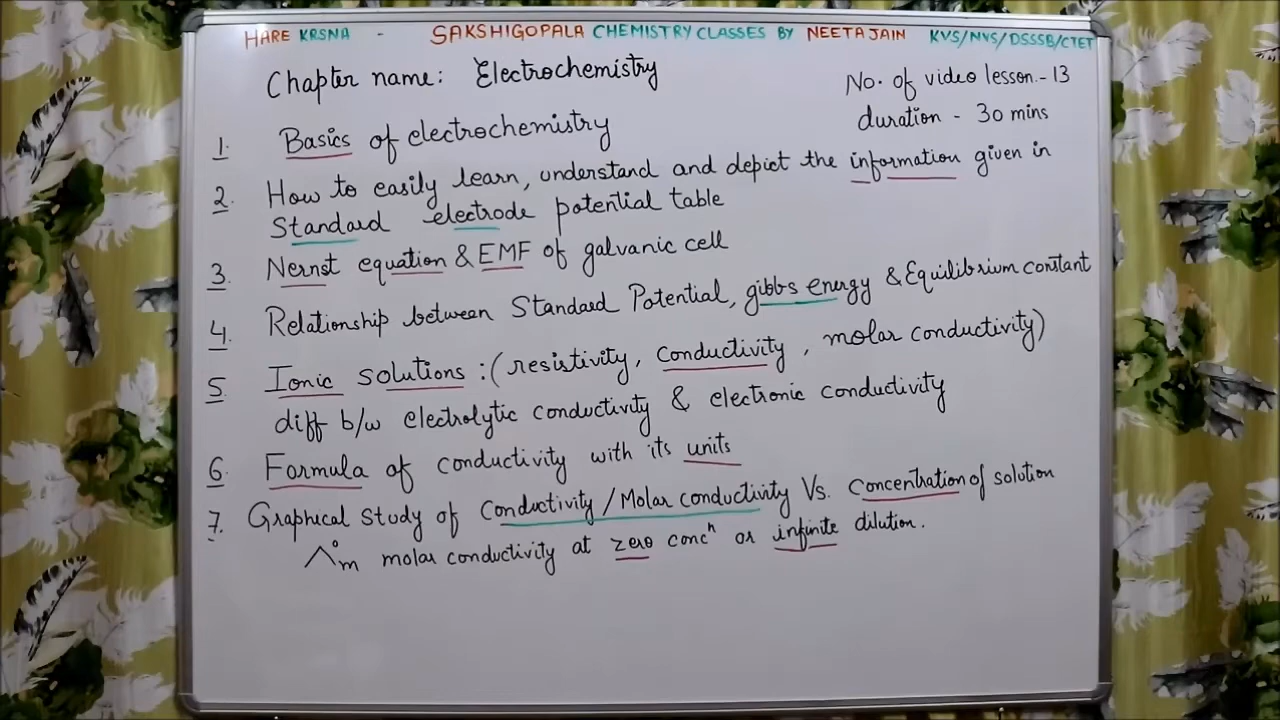 HARE KRSNA - SAKSHIGOPALA CHEMISTRY CLASSES BY NEETA JAIN KVS/NVS/DSSSB/CTET
Chapter name: Electrochemistry
No. of video lesson.- 13
duration - 30 mins
1. Basics of electrochemistry
2. How to easily learn, understand and depict the information given in
Standard electrode potential table
3. Nernst equation & EMF of galvanic cell
4. Relationship between Standard Potential, gibbs energy & Equilibrium constant
5. Ionic solutions :(resistivity, conductivity, molar conductivity)
diff b/w electrolytic conductivity & electronic conductivity
6. Formula of conductivity with its units
7. Graphical study of Conductivity/Molar conductivity Vs. Concentration of solution
Λ°m molar conductivity at zero concⁿ or infinite dilution.